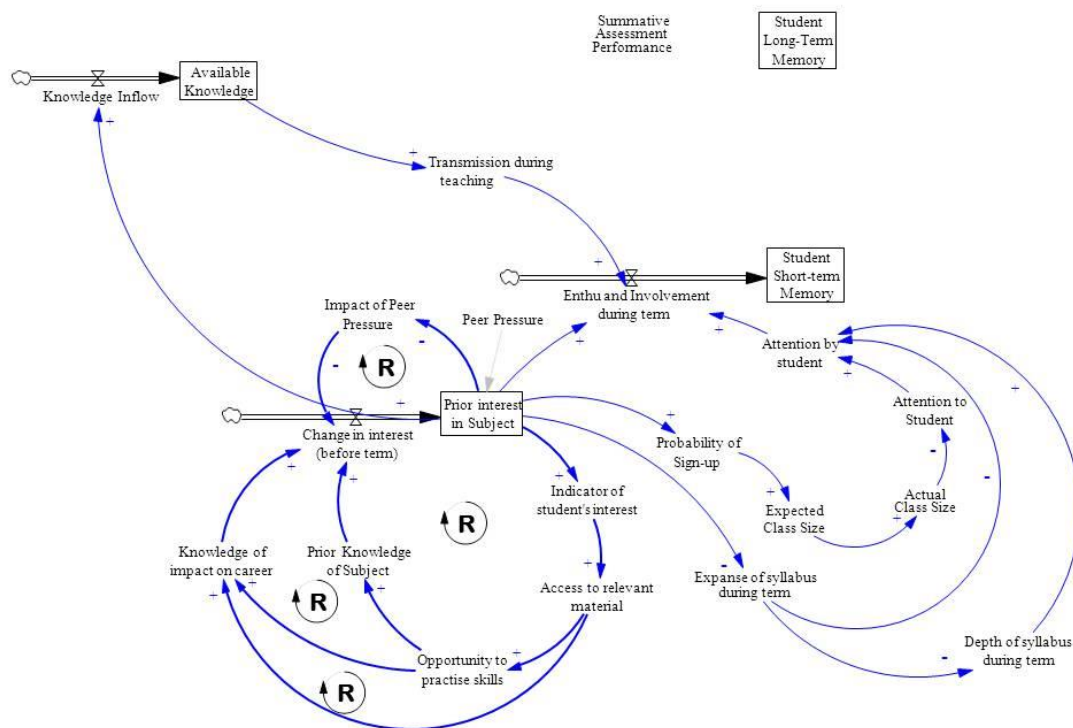 Summative
Assessment
Performance
Student
Long-Term
Memory
Available
Knowledge
Knowledge Inflow
+
+
Transmission during
teaching
+
Student
Short-term
Memory
Enthu and Involvement
during term
Impact of Peer
Pressure
Peer Pressure
-
-
R
+
+
Attention by
student
+
+
Attention to
Student
-
-
+
Prior interest
in Subject
+
Change in interest
(before term)
+
+
+
Probability of
Sign-up
+
Indicator of
student's interest
R
+
Expected
Class Size
+
Actual
Class Size
Knowledge of
impact on career
+
+
Prior Knowledge
of Subject
+
+
Access to relevant
material
-
Expanse of syllabus
during term
R
+
Opportunity to
practise skills
R
-
Depth of syllabus
during term